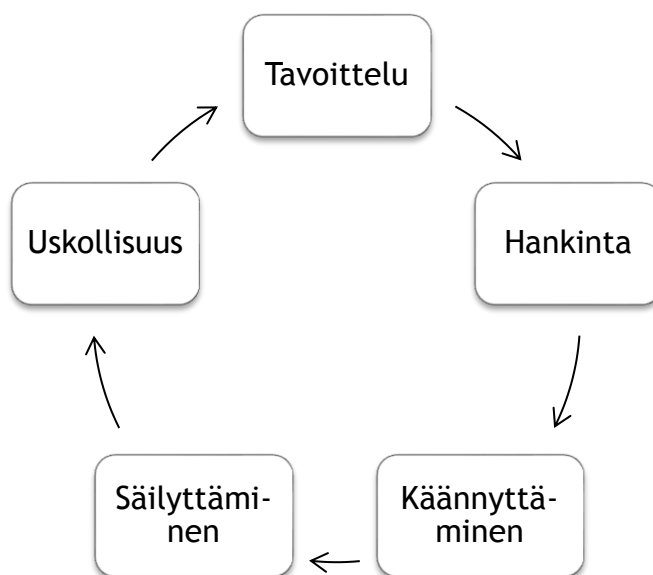 Tavoittelu
Hankinta
Käännyttä-
minen
Säilyttämi-
nen
Uskollisuus